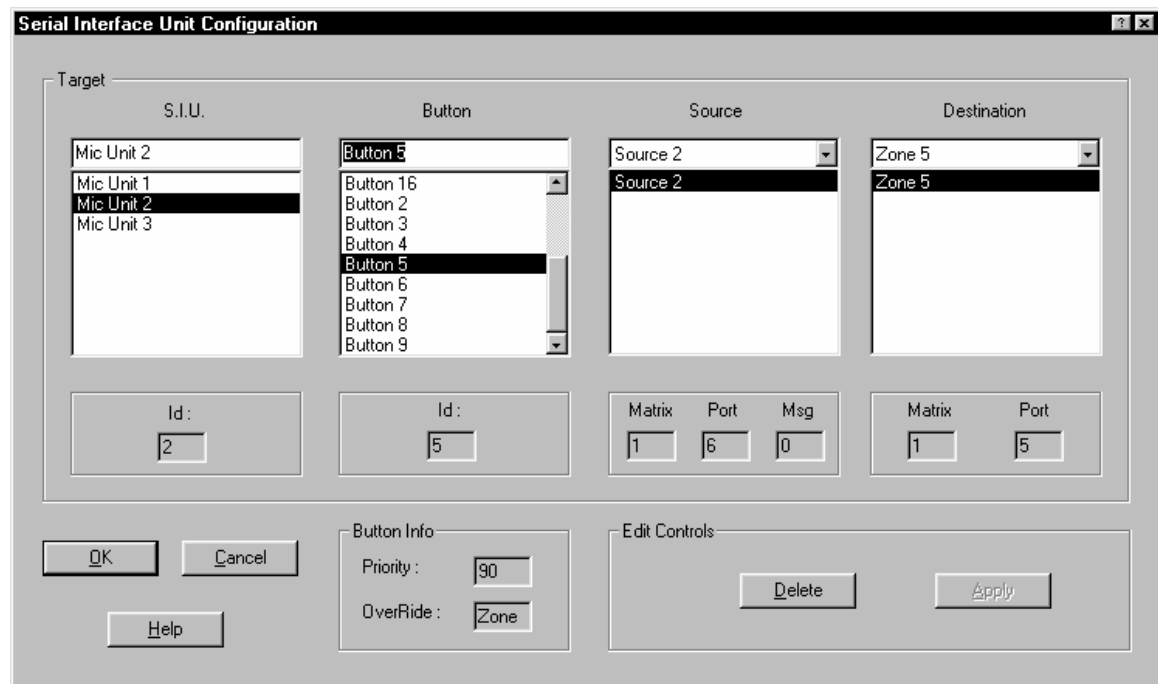 Serial Interface Unit Configuration
Target
S.I.U.
Button
Source
Destination
Mic Unit 2
Button 5
Source 2
Zone 5
Mic Unit 1
Mic Unit 2
Mic Unit 3
Button 16
Button 2
Button 3
Button 4
Button 5
Button 6
Button 7
Button 8
Button 9
Source 2
Zone 5
Id :
2
Id :
5
Matrix Port Msg
1 6 0
Matrix Port
1 5
OK
Cancel
Help
Button Info
Priority : 90
OverRide : Zone
Edit Controls
Delete
Apply